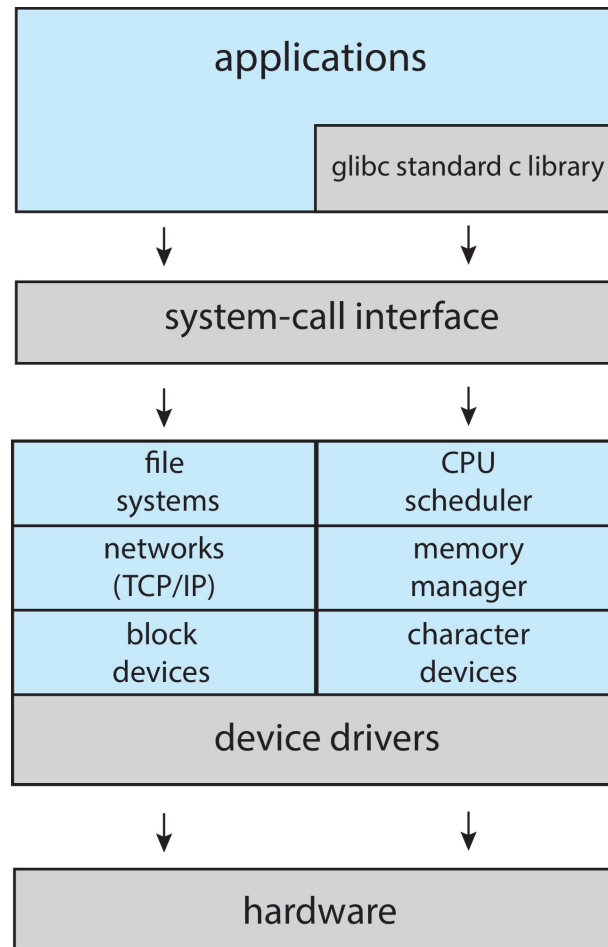 applications
glibc standard c library
system-call interface
file
systems
CPU
scheduler
networks
(TCP/IP)
memory
manager
block
devices
character
devices
device drivers
hardware